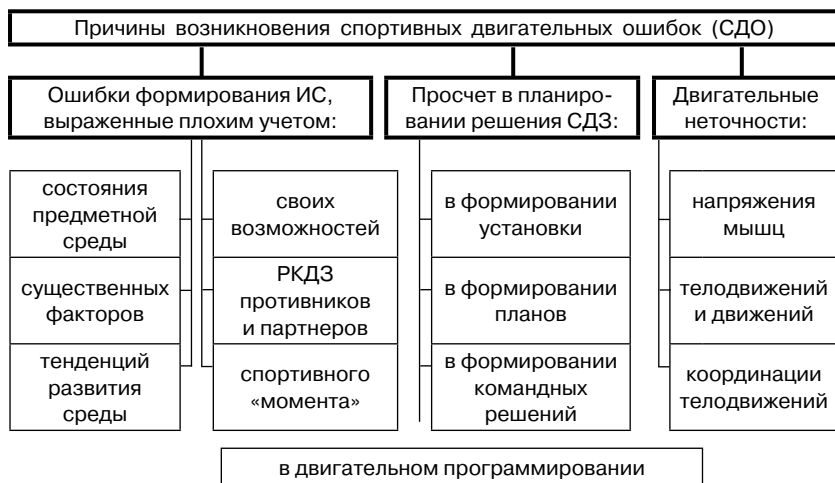 Причины возникновения спортивных двигательных ошибок (СДО)
Ошибки формирования ИС,
выраженные плохим учетом:
состояния
предметной
среды
существенных
факторов
тенденций
развития
среды
своих
возможностей
РКДЗ
противников
и партнеров
спортивного
«момента»
Просчет в планиро-
вании решения СДЗ:
в формировании
установки
в формировании
планов
в формировании
командных
решений
Двигательные
неточности:
напряжения
мышц
телодвижений
и движений
координации
телодвижений
в двигательном программировании